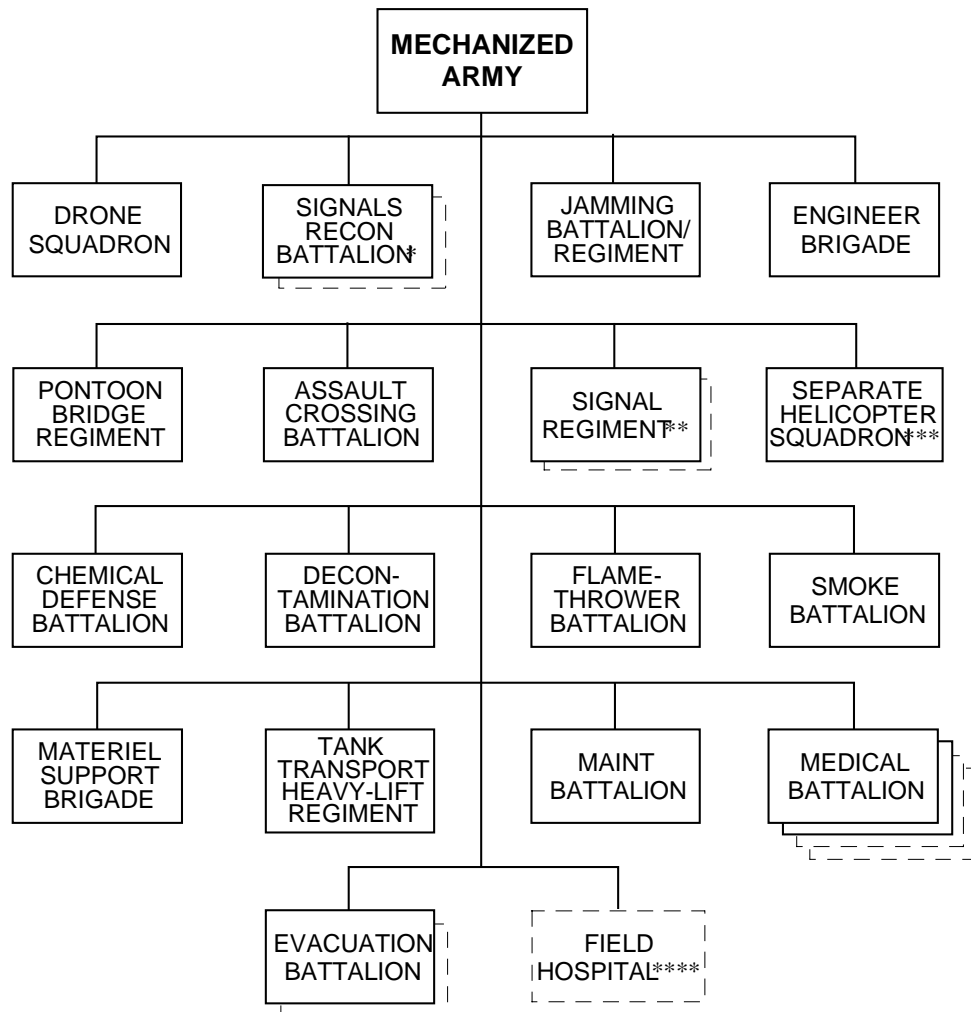 MECHANIZED
ARMY
DRONE
SQUADRON
SIGNALS
RECON
BATTALION*
JAMMING
BATTALION/
REGIMENT
ENGINEER
BRIGADE
PONTOON
BRIDGE
REGIMENT
ASSAULT
CROSSING
BATTALION
SIGNAL
REGIMENT**
SEPARATE
HELICOPTER
SQUADRON***
CHEMICAL
DEFENSE
BATTALION
DECON-
TAMINATION
BATTALION
FLAME-
THROWER
BATTALION
SMOKE
BATTALION
MATERIEL
SUPPORT
BRIGADE
TANK
TRANSPORT
HEAVY-LIFT
REGIMENT
MAINT
BATTALION
MEDICAL
BATTALION
EVACUATION
BATTALION
FIELD
HOSPITAL****